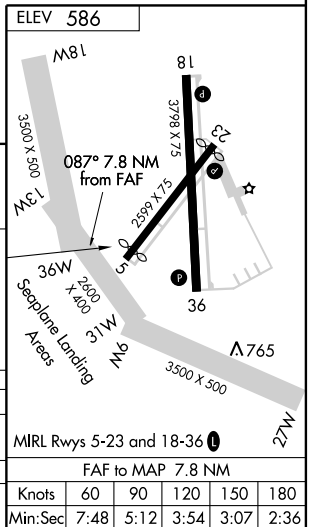 ELEV 586
18W
18
P
3798 X 75
3500 X 500
23
P
087° 7.8 NM
from FAF
2599 X 75
13W
5
36W
2600
X 400
P
36
Seaplane Landing
Areas
31W
9W
765
3500 X 500
27W
MIRL Rwys 5-23 and 18-36 L
FAF to MAP 7.8 NM
Knots 60 90 120 150 180
Min:Sec 7:48 5:12 3:54 3:07 2:36